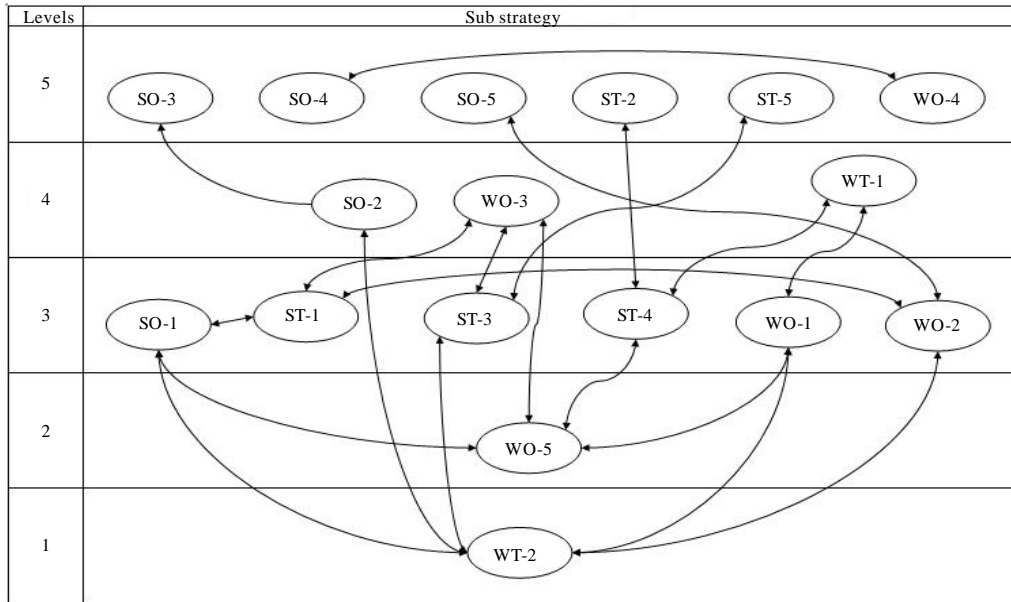 Levels Sub strategy
5 SO-3 SO-4 SO-5 ST-2 ST-5 WO-4
4 SO-2 WO-3 WT-1
3 SO-1 ST-1 ST-3 ST-4 WO-1 WO-2
2 WO-5
1 WT-2